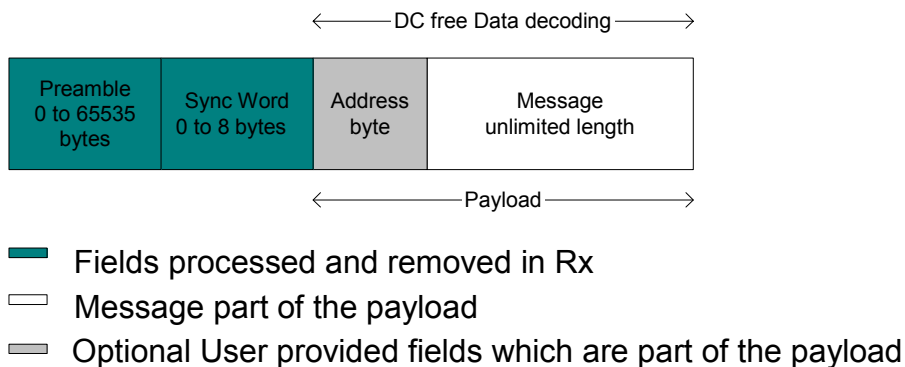 DC free Data decoding
Preamble
0 to 65535
bytes
Sync Word
0 to 8 bytes
Address
byte
Message
unlimited length
Payload
Fields processed and removed in Rx
Message part of the payload
Optional User provided fields which are part of the payload